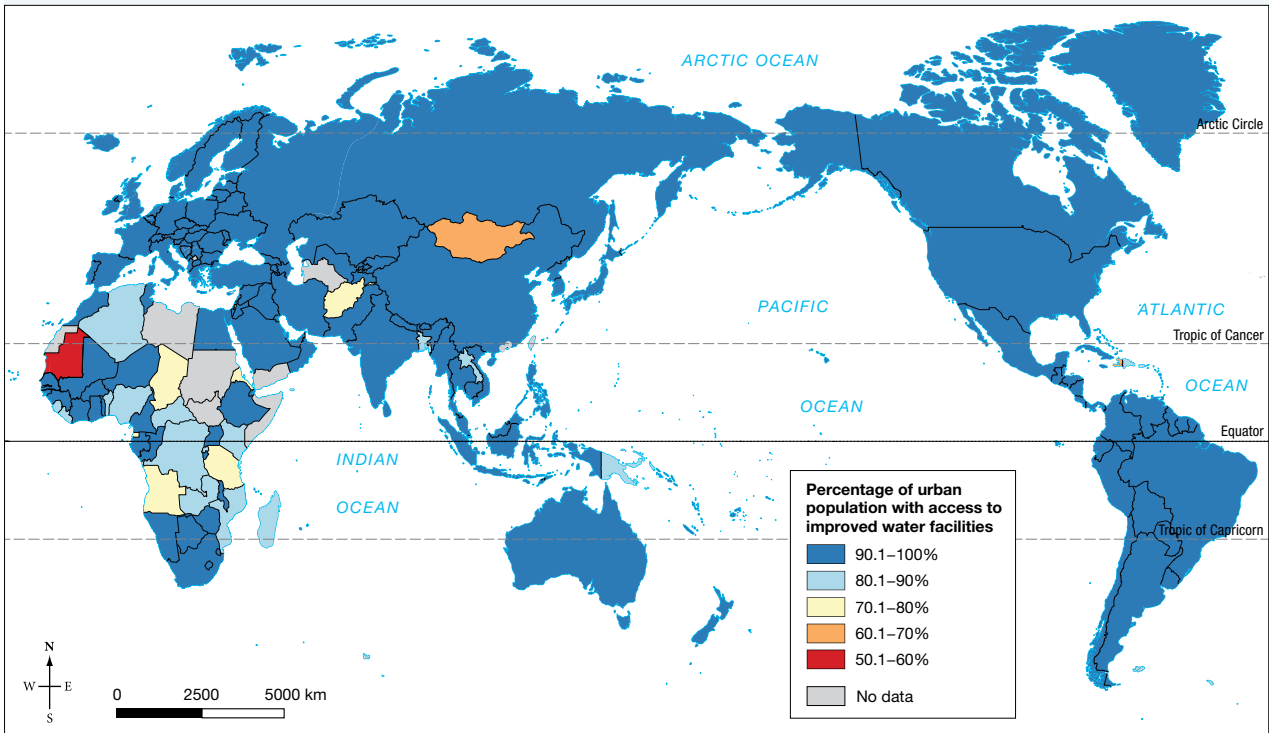 ARCTIC OCEAN
Arctic Circle
PACIFIC
ATLANTIC
Tropic of Cancer
OCEAN
OCEAN
Equator
INDIAN
OCEAN
Tropic of Capricorn
Percentage of urban
population with access to
improved water facilities
90.1–100%
80.1–90%
70.1–80%
60.1–70%
50.1–60%
No data
N
W E
S
0 2500 5000 km